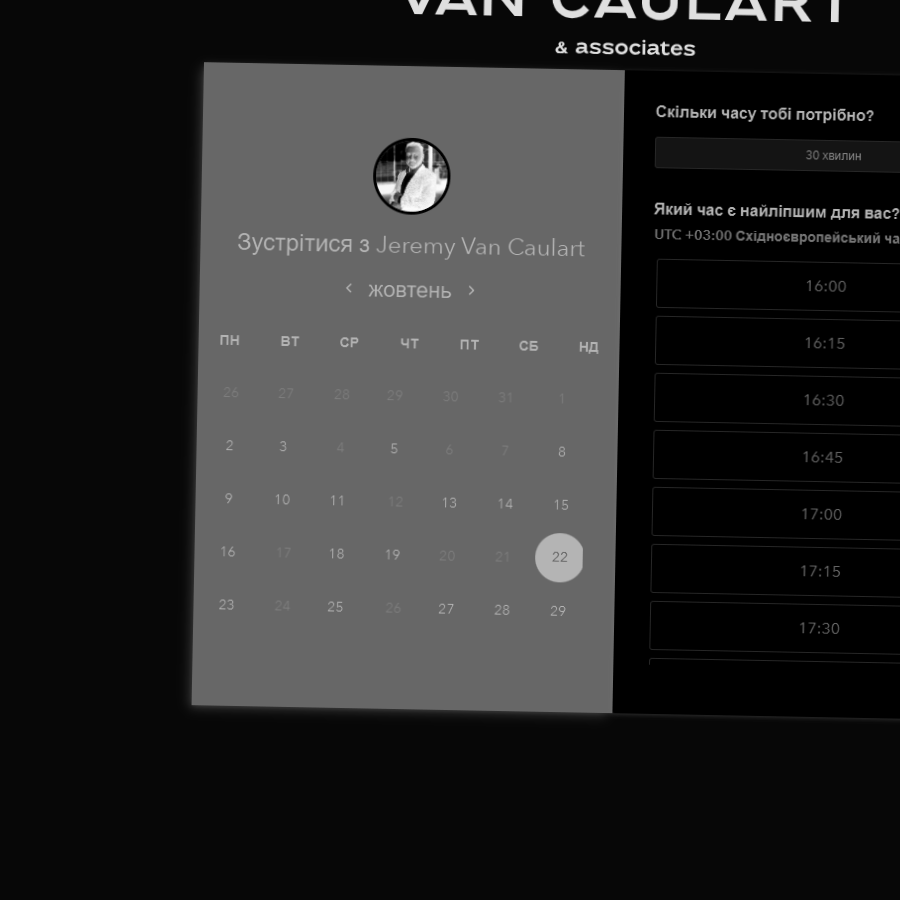 VAN CAULART
& associates
Зустрітися з Jeremy Van Caulart
‹ жовтень ›
ПН ВТ СР ЧТ ПТ СБ НД
26 27 28 29 30 31 1
2 3 4 5 6 7 8
9 10 11 12 13 14 15
16 17 18 19 20 21 22
23 24 25 26 27 28 29
Скільки часу тобі потрібно?
30 хвилин
Який час є найліпшим для вас?
UTC +03:00 Східноєвропейський ча
16:00
16:15
16:30
16:45
17:00
17:15
17:30